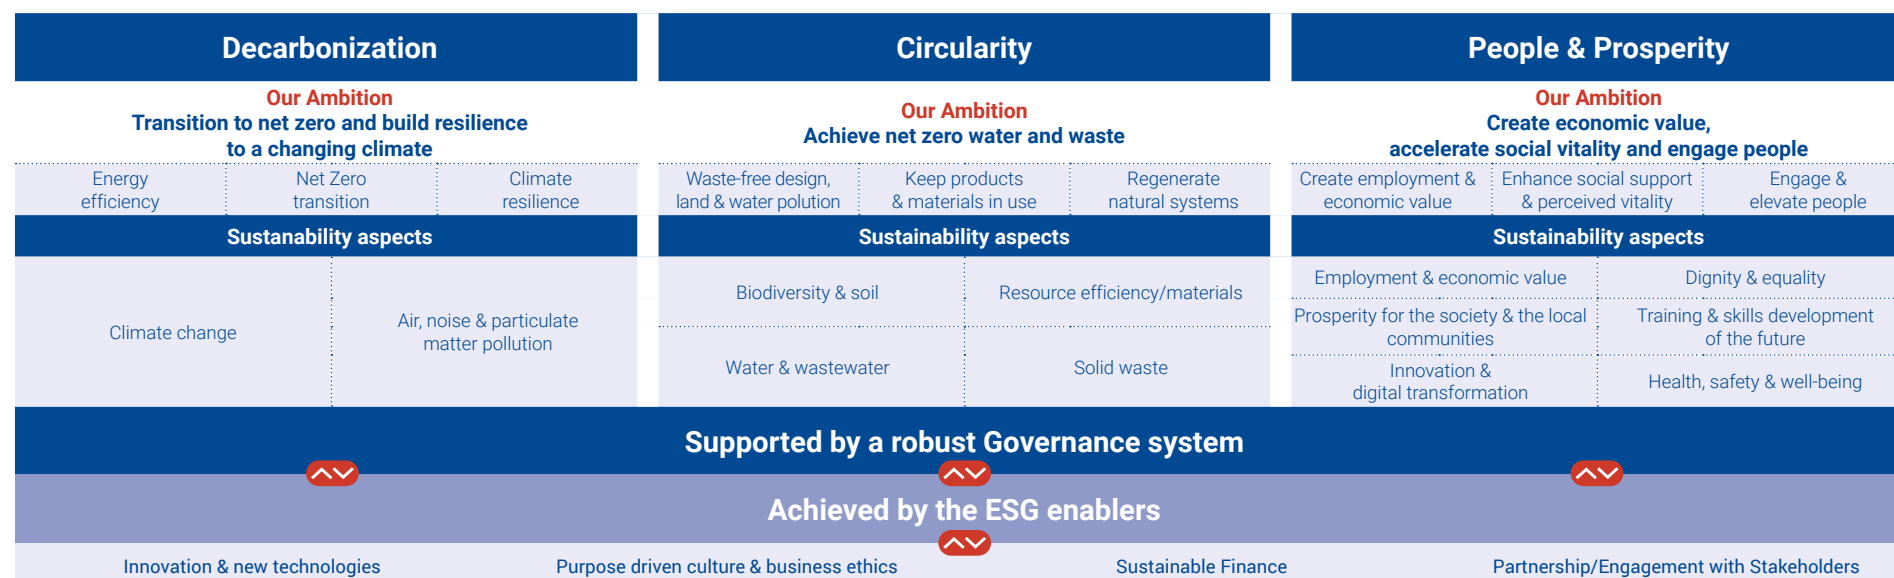 Decarbonization
Our Ambition
Transition to net zero and build resilience
to a changing climate
Energy
efficiency
Net Zero
transition
Climate
resilience
Sustanability aspects
Climate change
Air, noise & particulate
matter pollution
Circularity
Our Ambition
Achieve net zero water and waste
Waste-free design,
land & water polution
Keep products
& materials in use
Regenerate
natural systems
Sustainability aspects
Biodiversity & soil
Resource efficiency/materials
Water & wastewater
Solid waste
People & Prosperity
Our Ambition
Create economic value,
accelerate social vitality and engage people
Create employment &
economic value
Enhance social support
& perceived vitality
Engage &
elevate people
Sustainability aspects
Employment & economic value
Dignity & equality
Prosperity for the society & the local
communities
Training & skills development
of the future
Innovation &
digital transformation
Health, safety & well-being
Supported by a robust Governance system
Achieved by the ESG enablers
Innovation & new technologies
Purpose driven culture & business ethics
Sustainable Finance
Partnership/Engagement with Stakeholders